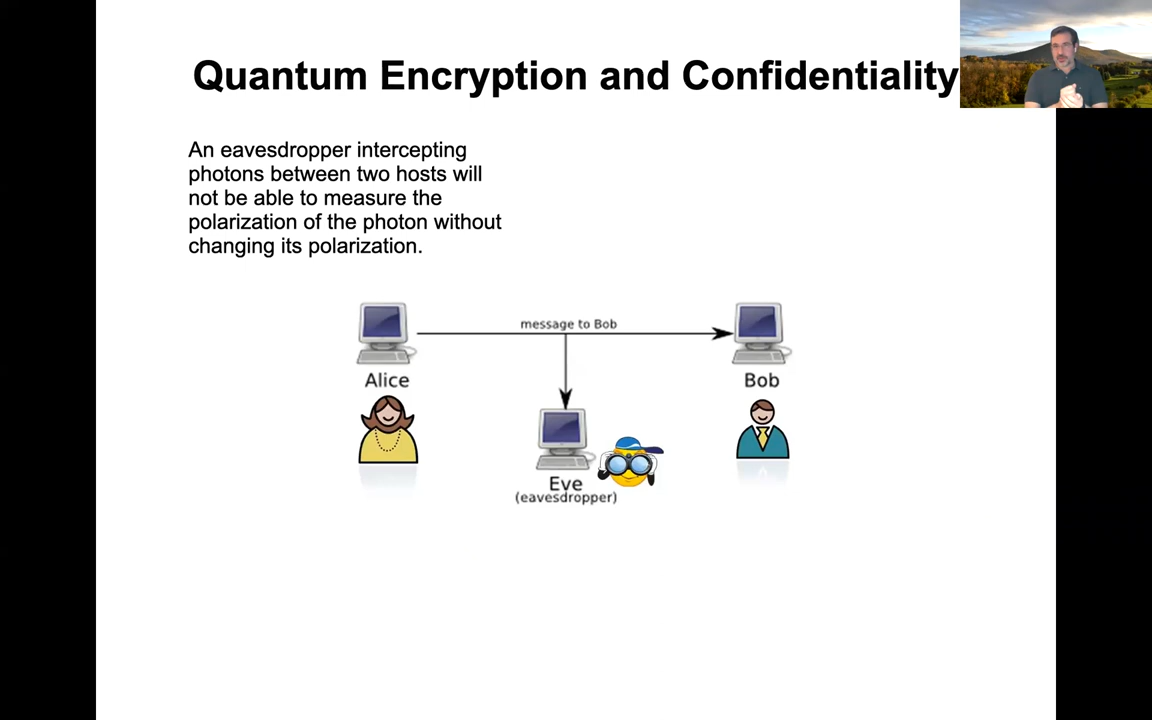 Quantum Encryption and Confidentiality
An eavesdropper intercepting
photons between two hosts will
not be able to measure the
polarization of the photon without
changing its polarization.
message to Bob
Alice
Bob
Eve
(eavesdropper)